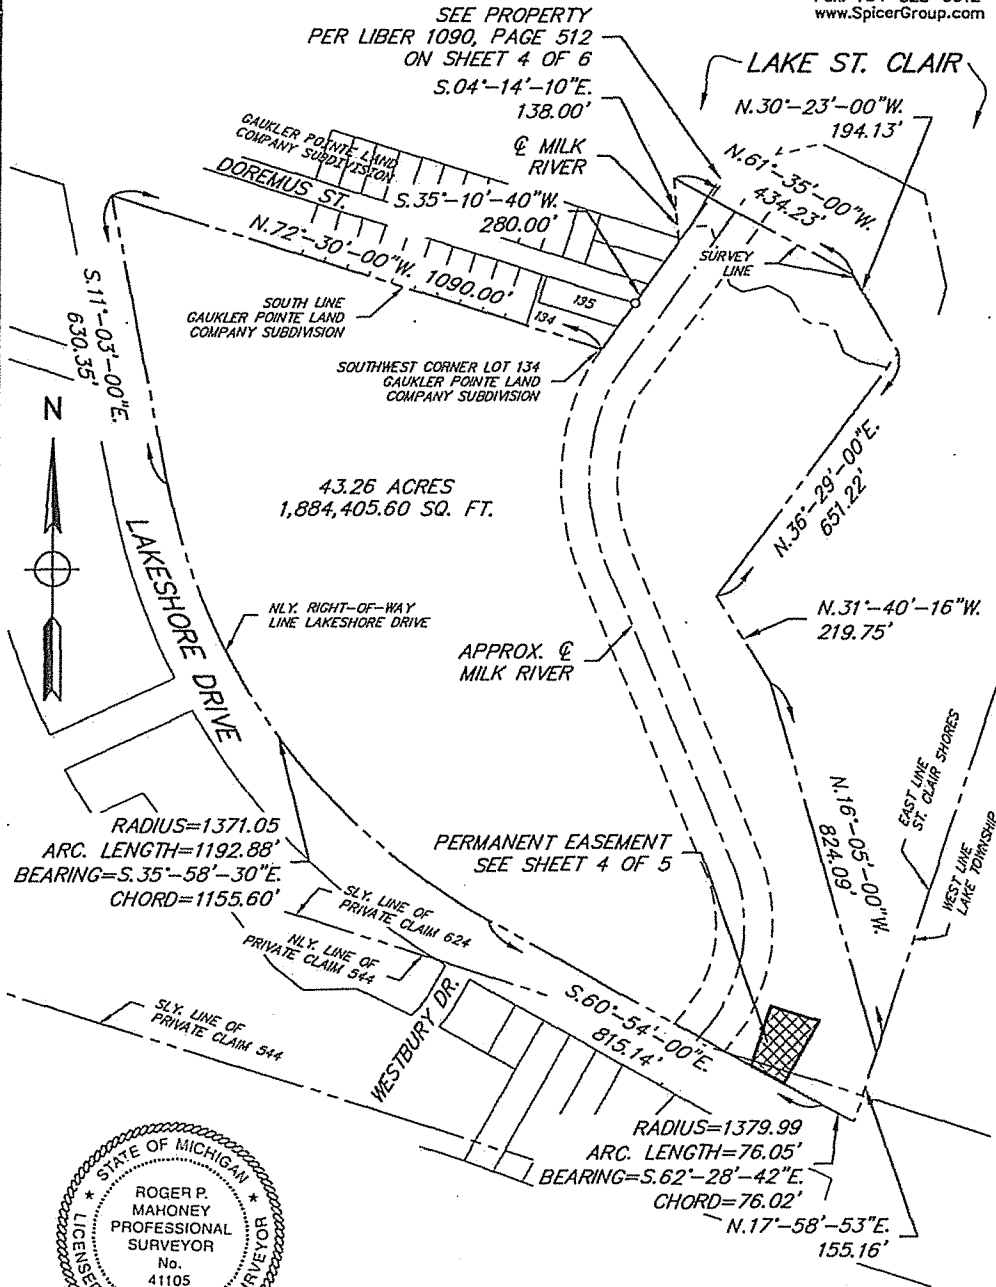 www.SpicerGroup.com
SEE PROPERTY
PER LIBER 1090, PAGE 512
ON SHEET 4 OF 6
S.04°-14'-10"E.
138.00'
LAKE ST. CLAIR
N.30°-23'-00"W.
194.13'
GAUKLER POINTE LAND
COMPANY SUBDIVISION
℄ MILK
RIVER
N.61°-35'-00"W.
434.23'
DOREMUS ST.
S.35°-10'-40"W.
280.00'
N.72°-30'-00"W. 1090.00'
SURVEY
LINE
135
134
SOUTH LINE
GAUKLER POINTE LAND
COMPANY SUBDIVISION
S.11°-03'-00"E.
630.35'
SOUTHWEST CORNER LOT 134
GAUKLER POINTE LAND
COMPANY SUBDIVISION
N
43.26 ACRES
1,884,405.60 SQ. FT.
N.36°-29'-00"E.
651.22'
LAKESHORE DRIVE
NLY. RIGHT-OF-WAY
LINE LAKESHORE DRIVE
N.31°-40'-16"W.
219.75'
APPROX. ℄
MILK RIVER
EAST LINE
ST. CLAIR SHORES
WEST LINE
LAKE TOWNSHIP
N.16°-05'-00"W.
824.09'
RADIUS=1371.05
ARC. LENGTH=1192.88'
BEARING=S.35°-58'-30"E.
CHORD=1155.60'
PERMANENT EASEMENT
SEE SHEET 4 OF 5
SLY. LINE OF
PRIVATE CLAIM 624
NLY. LINE OF
PRIVATE CLAIM 544
SLY. LINE OF
PRIVATE CLAIM 544
WESTBURY DR.
S.60°-54'-00"E.
815.14'
RADIUS=1379.99
ARC. LENGTH=76.05'
BEARING=S.62°-28'-42"E.
CHORD=76.02'
N.17°-58'-53"E.
155.16'
STATE OF MICHIGAN
ROGER P.
MAHONEY
PROFESSIONAL
SURVEYOR
No.
41105
LICENSED
SURVEYOR